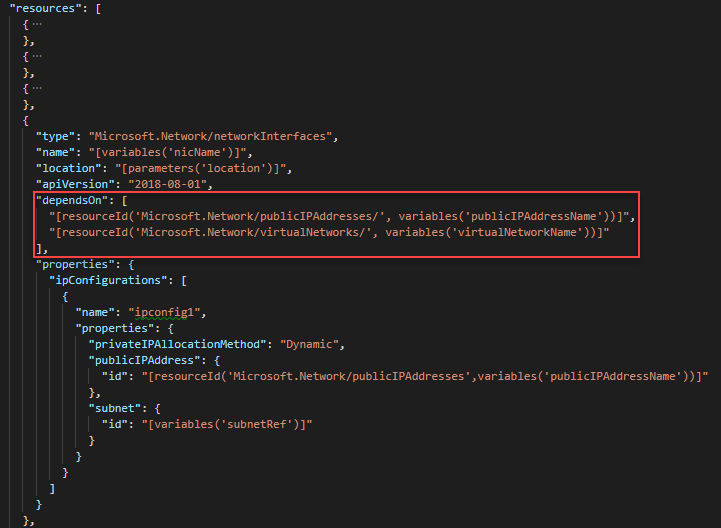 "resources": [
{ ...
},
{ ...
},
{ ...
},
{
"type": "Microsoft.Network/networkInterfaces",
"name": "[variables('nicName')]",
"location": "[parameters('location')]",
"apiVersion": "2018-08-01",
"dependsOn": [
"[resourceId('Microsoft.Network/publicIPAddresses/', variables('publicIPAddressName'))]",
"[resourceId('Microsoft.Network/virtualNetworks/', variables('virtualNetworkName'))]"
],
"properties": {
"ipConfigurations": [
{
"name": "ipconfig1",
"properties": {
"privateIPAllocationMethod": "Dynamic",
"publicIPAddress": {
"id": "[resourceId('Microsoft.Network/publicIPAddresses',variables('publicIPAddressName'))]"
},
"subnet": {
"id": "[variables('subnetRef')]"
}
}
}
]
}
},